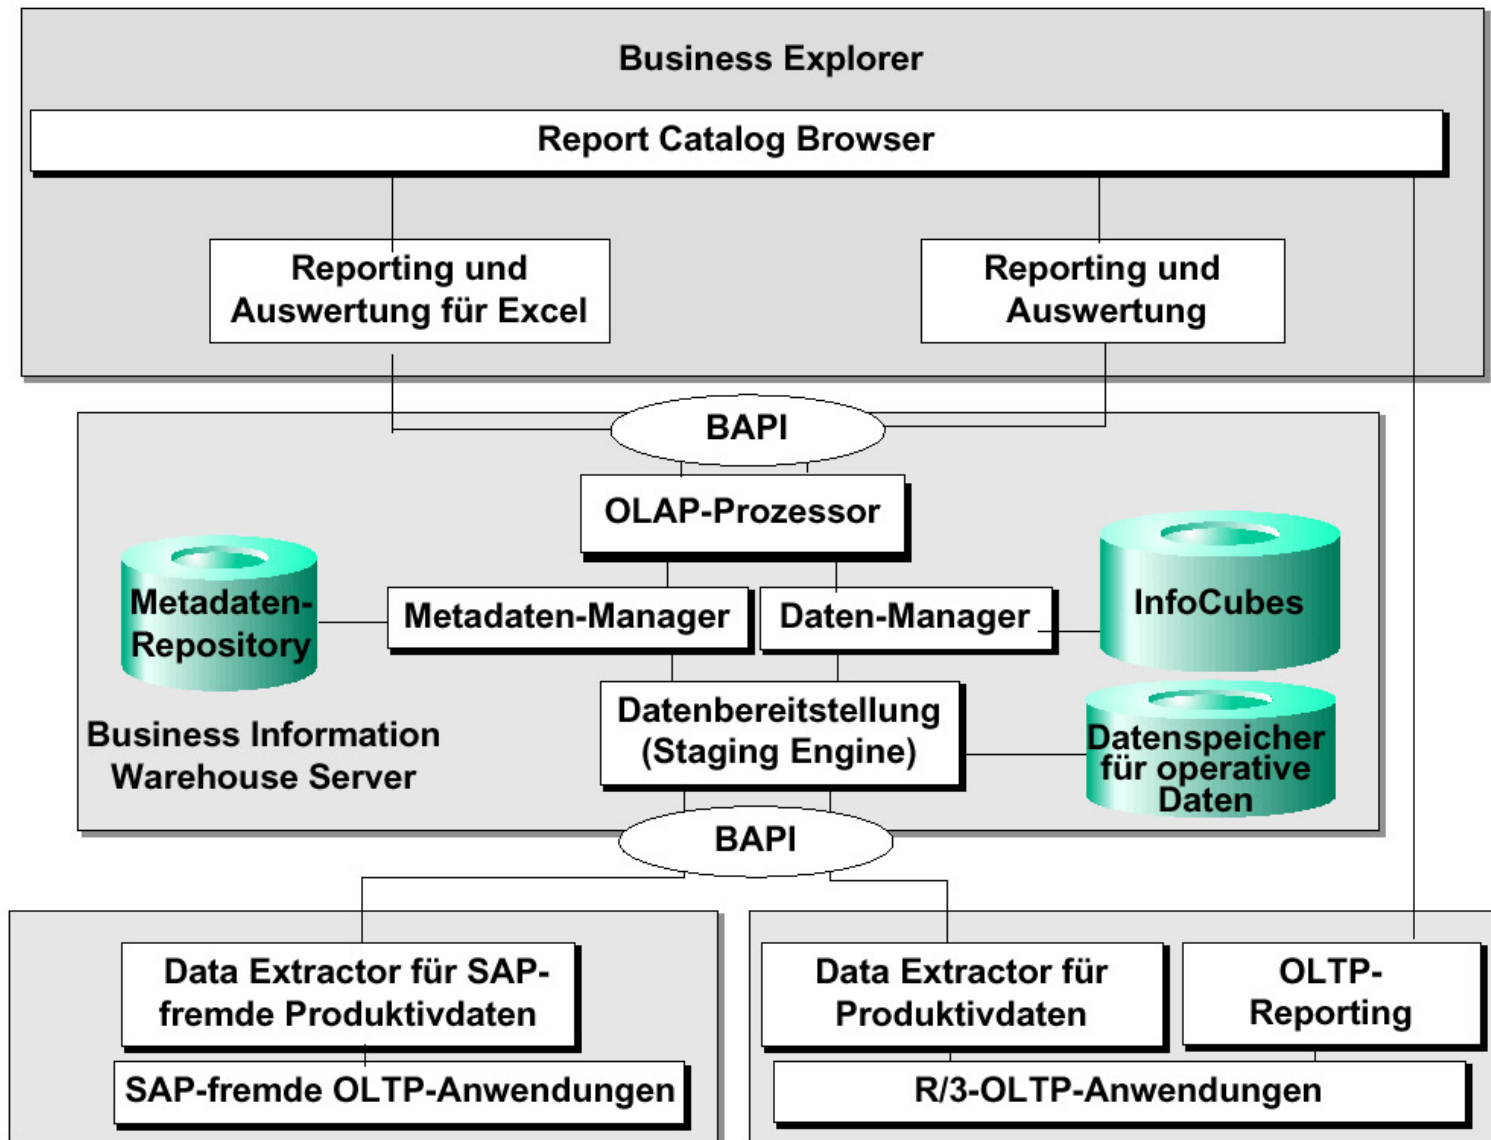 Business Explorer
Report Catalog Browser
Reporting und
Auswertung für Excel
Reporting und
Auswertung
BAPI
OLAP-Prozessor
Metadaten-
Repository
Metadaten-Manager
Daten-Manager
InfoCubes
Business Information
Warehouse Server
Datenbereitstellung
(Staging Engine)
Datenspeicher
für operative
Daten
BAPI
Data Extractor für SAP-
fremde Produktivdaten
SAP-fremde OLTP-Anwendungen
Data Extractor für
Produktivdaten
OLTP-
Reporting
R/3-OLTP-Anwendungen